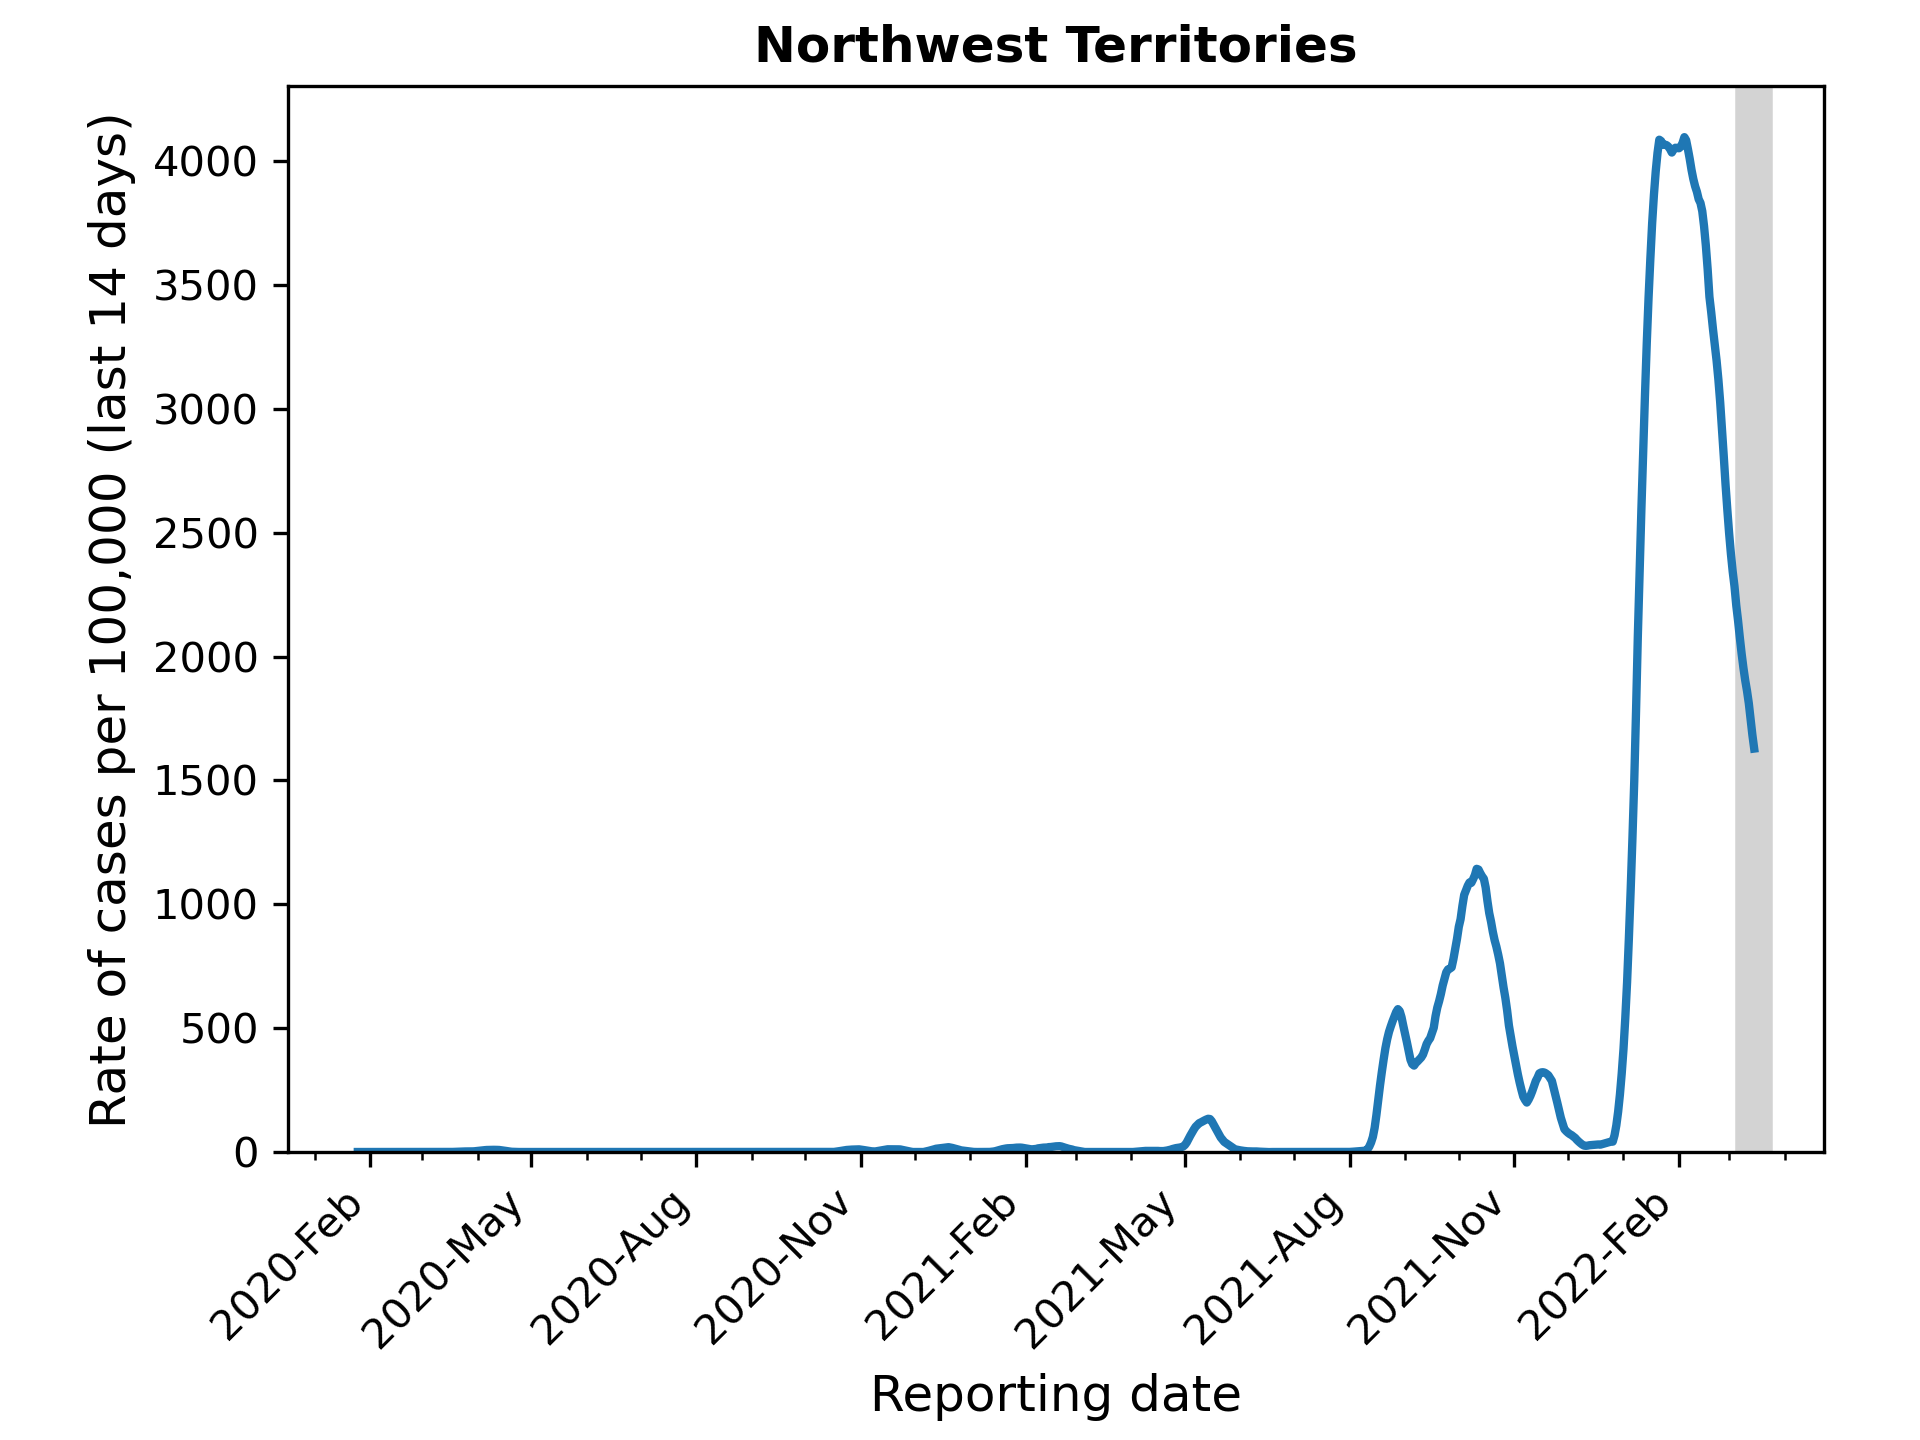 Northwest Territories
Rate of cases per 100,000 (last 14 days)
4000
3500
3000
2500
2000
1500
1000
500
0
2020-Feb
2020-May
2020-Aug
2020-Nov
2021-Feb
2021-May
2021-Aug
2021-Nov
2022-Feb
Reporting date